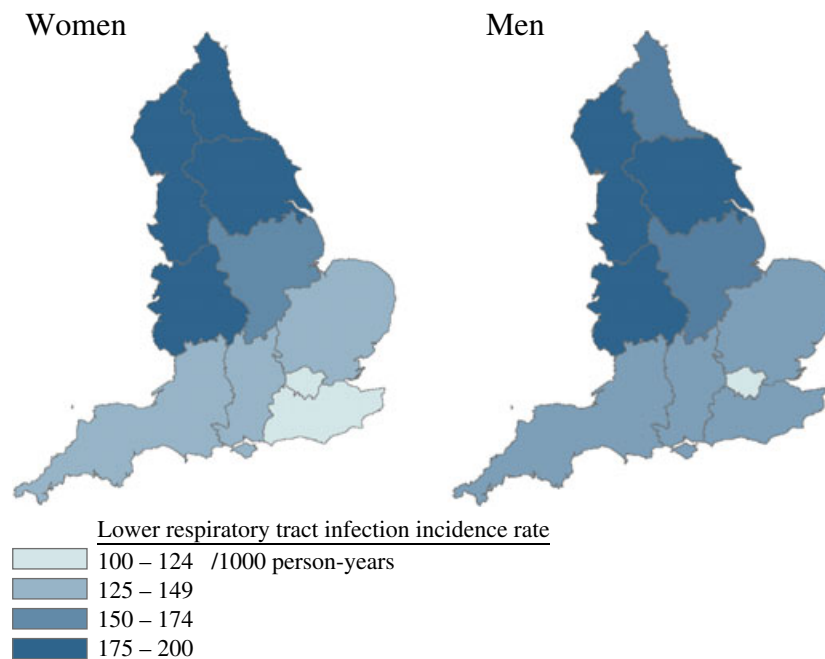 Women
Men
Lower respiratory tract infection incidence rate
100 – 124 /1000 person-years
125 – 149
150 – 174
175 – 200